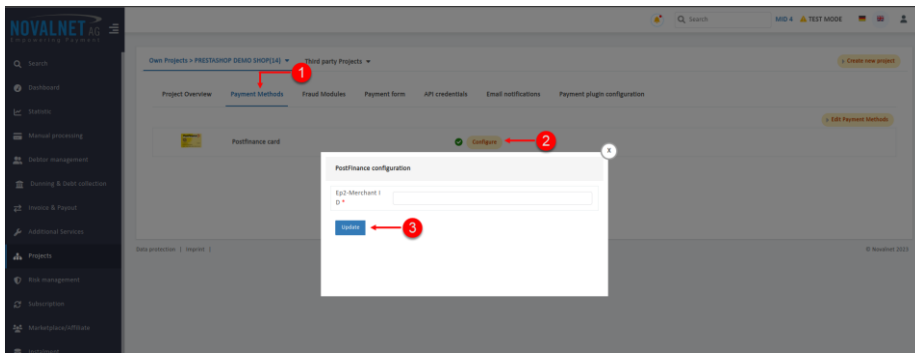 NOVALNET AG
Empowering Payment
Search
MID 4
TEST MODE
Search
Dashboard
Statistic
Manual processing
Debtor management
Dunning & Debt collection
Invoice & Payout
Additional Services
Projects
Risk management
Subscription
Marketplace/Affiliate
Own Projects > PRESTASHOP DEMO SHOP(14)
Third party Projects
> Create new project
1
Project Overview
Payment Methods
Fraud Modules
Payment form
API credentials
Email notifications
Payment plugin configuration
> Edit Payment Methods
Postfinance card
Configure
2
X
PostFinance configuration
Ep2-Merchant I
D *
Update
3
Data protection | Imprint |
© Novalnet 2023